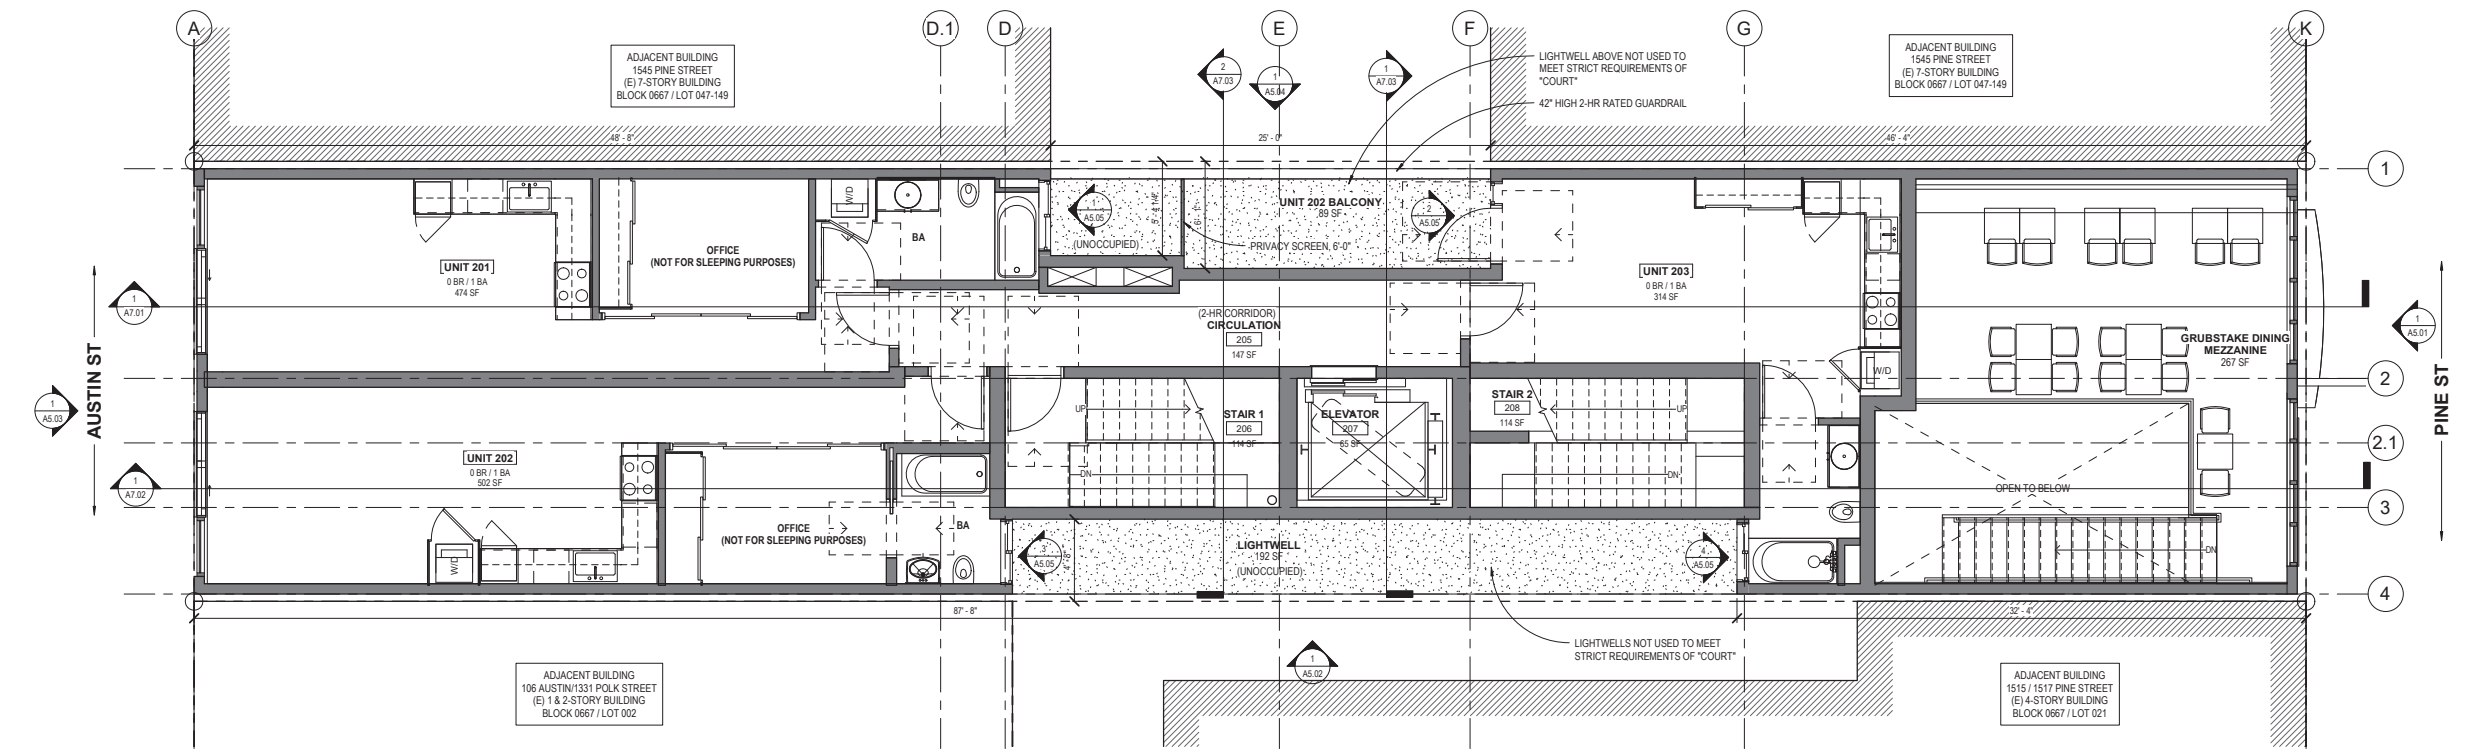 A
D.1
D
E
F
G
K
ADJACENT BUILDING
1545 PINE STREET
(E) 7-STORY BUILDING
BLOCK 0667 / LOT 047-149
2
A7.03
1
A5.04
1
A7.03
LIGHTWELL ABOVE NOT USED TO
MEET STRICT REQUIREMENTS OF
"COURT"
42" HIGH 2-HR RATED GUARDRAIL
ADJACENT BUILDING
1545 PINE STREET
(E) 7-STORY BUILDING
BLOCK 0667 / LOT 047-149
48' - 8"
25' - 0"
46' - 4"
1
W/D
BA
OFFICE
(NOT FOR SLEEPING PURPOSES)
1
A5.05
(UNOCCUPIED)
5' - 4 1/4"
6' - 1"
UNIT 202 BALCONY
89 SF
PRIVACY SCREEN, 6'-0"
2
A5.05
UNIT 201
0 BR / 1 BA
474 SF
UNIT 203
0 BR / 1 BA
314 SF
1
A7.01
(2-HR CORRIDOR)
CIRCULATION
205
147 SF
GRUBSTAKE DINING
MEZZANINE
267 SF
1
A5.01
W/D
2
AUSTIN ST
1
A5.03
UP
STAIR 1
206
114 SF
ELEVATOR
207
65 SF
STAIR 2
208
114 SF
UP
PINE ST
2.1
UNIT 202
0 BR / 1 BA
502 SF
DN
DN
1
A7.02
OPEN TO BELOW
3
OFFICE
(NOT FOR SLEEPING PURPOSES)
BA
W/D
3
A5.05
4' - 8"
LIGHTWELL
192 SF
(UNOCCUPIED)
4
A5.05
DN
4
87' - 8"
32' - 4"
LIGHTWELLS NOT USED TO MEET
STRICT REQUIREMENTS OF "COURT"
1
A5.02
ADJACENT BUILDING
106 AUSTIN/1331 POLK STREET
(E) 1 & 2-STORY BUILDING
BLOCK 0667 / LOT 002
ADJACENT BUILDING
1515 / 1517 PINE STREET
(E) 4-STORY BUILDING
BLOCK 0667 / LOT 021